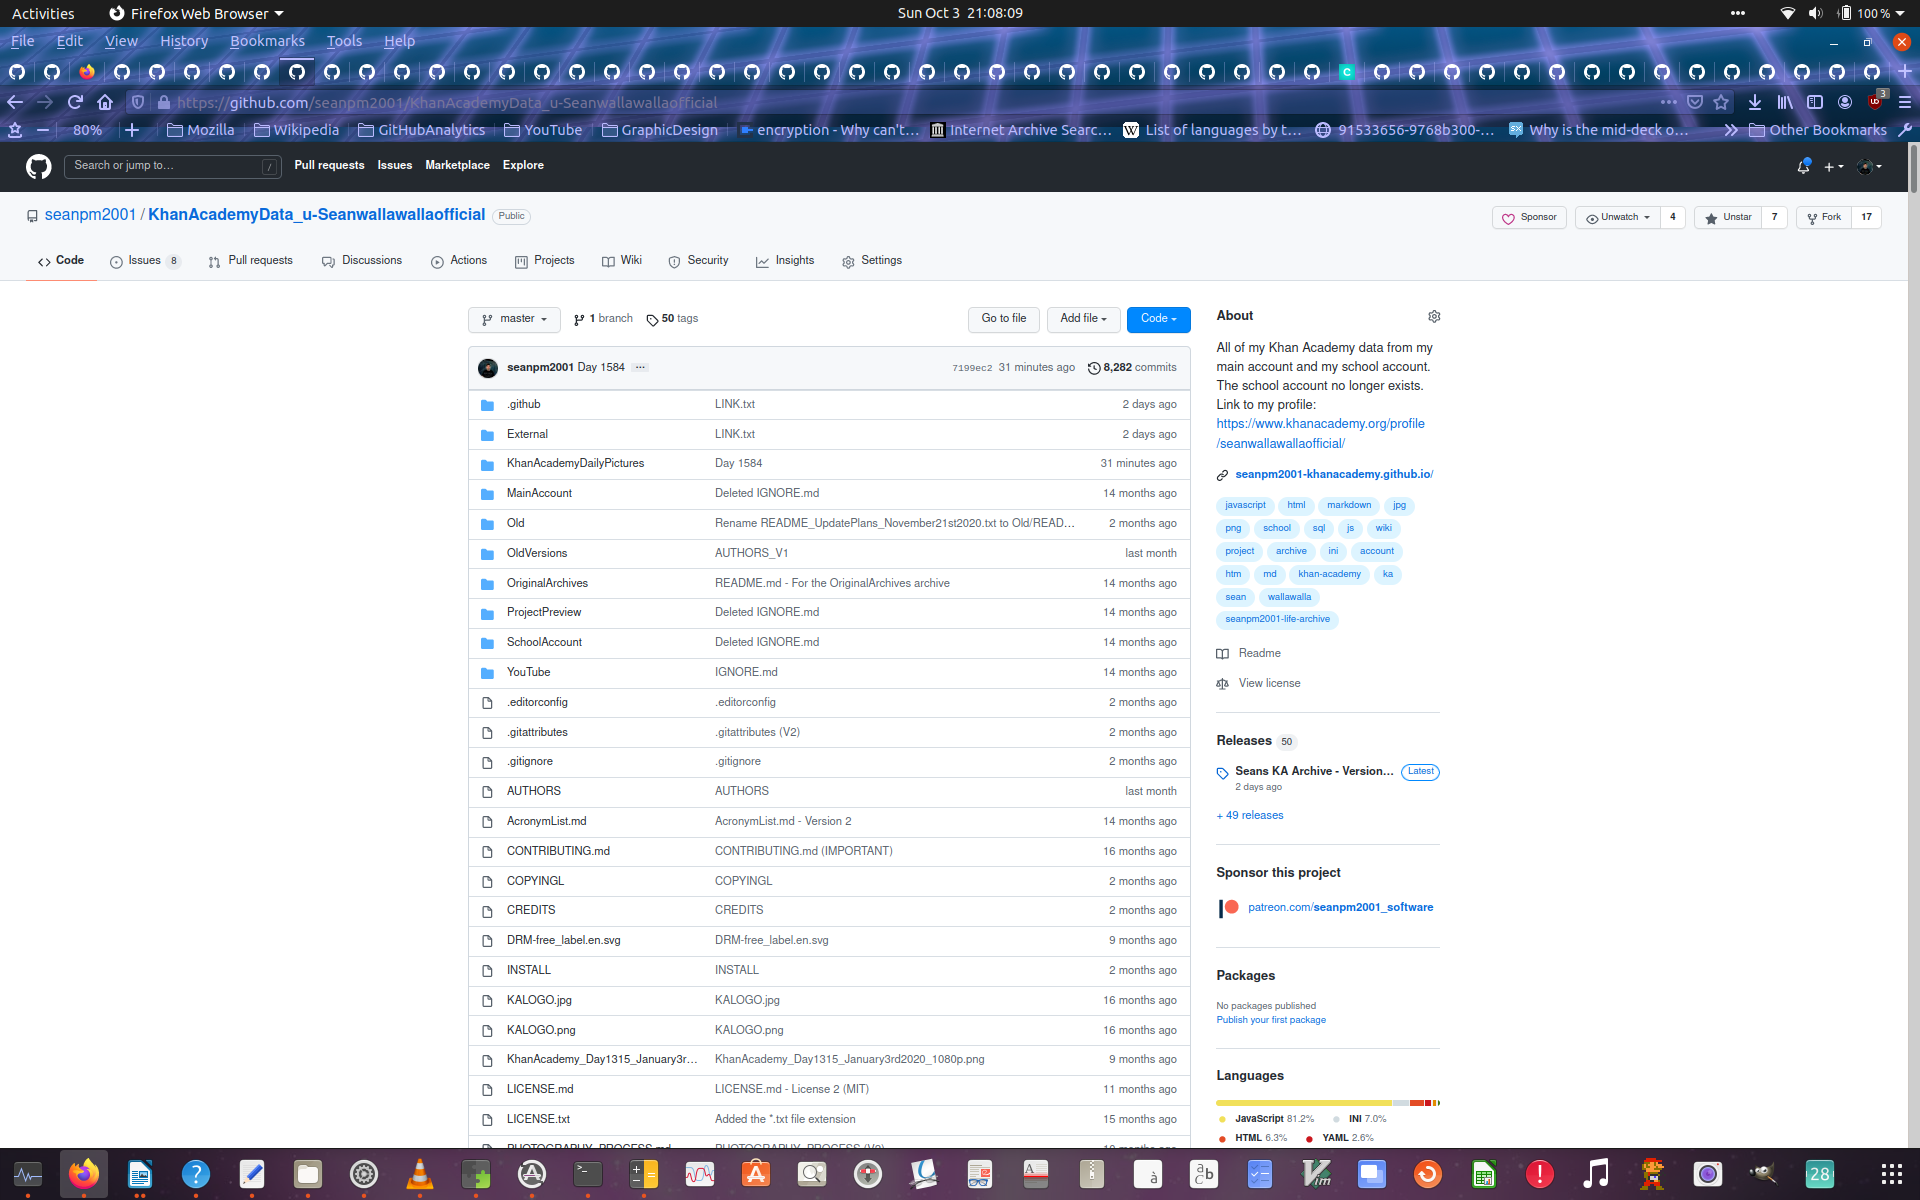 Activities Firefox Web Browser Sun Oct 3 21:08:09 100 %
File Edit View History Bookmarks Tools Help
https://github.com/seanpm2001/KhanAcademyData_u-Seanwallawallaofficial 3
80% Mozilla Wikipedia GitHubAnalytics YouTube GraphicDesign encryption - Why can't… Internet Archive Searc… List of languages by t… 91533656-9768b300-… Why is the mid-deck o… Other Bookmarks
Search or jump to… / Pull requests Issues Marketplace Explore
seanpm2001 / KhanAcademyData_u-Seanwallawallaofficial Public Sponsor Unwatch 4 Unstar 7 Fork 17
Code Issues 8 Pull requests Discussions Actions Projects Wiki Security Insights Settings
master 1 branch 50 tags Go to file Add file Code
seanpm2001 Day 1584 … 7199ec2 31 minutes ago 8,282 commits
.github LINK.txt 2 days ago
External LINK.txt 2 days ago
KhanAcademyDailyPictures Day 1584 31 minutes ago
MainAccount Deleted IGNORE.md 14 months ago
Old Rename README_UpdatePlans_November21st2020.txt to Old/READ… 2 months ago
OldVersions AUTHORS_V1 last month
OriginalArchives README.md - For the OriginalArchives archive 14 months ago
ProjectPreview Deleted IGNORE.md 14 months ago
SchoolAccount Deleted IGNORE.md 14 months ago
YouTube IGNORE.md 14 months ago
.editorconfig .editorconfig 2 months ago
.gitattributes .gitattributes (V2) 2 months ago
.gitignore .gitignore 2 months ago
AUTHORS AUTHORS last month
AcronymList.md AcronymList.md - Version 2 14 months ago
CONTRIBUTING.md CONTRIBUTING.md (IMPORTANT) 16 months ago
COPYINGL COPYINGL 2 months ago
CREDITS CREDITS 2 months ago
DRM-free_label.en.svg DRM-free_label.en.svg 9 months ago
INSTALL INSTALL 2 months ago
KALOGO.jpg KALOGO.jpg 16 months ago
KALOGO.png KALOGO.png 16 months ago
KhanAcademy_Day1315_January3r… KhanAcademy_Day1315_January3rd2020_1080p.png 9 months ago
LICENSE.md LICENSE.md - License 2 (MIT) 11 months ago
LICENSE.txt Added the *.txt file extension 15 months ago
About
All of my Khan Academy data from my
main account and my school account.
The school account no longer exists.
Link to my profile:
https://www.khanacademy.org/profile
/seanwallawallaofficial/
seanpm2001-khanacademy.github.io/
javascript html markdown jpg
png school sql js wiki
project archive ini account
htm md khan-academy ka
sean wallawalla
seanpm2001-life-archive
Readme
View license
Releases 50
Seans KA Archive - Version… Latest
2 days ago
+ 49 releases
Sponsor this project
patreon.com/seanpm2001_software
Packages
No packages published
Publish your first package
Languages
JavaScript 81.2% INI 7.0%
HTML 6.3% YAML 2.6%
28